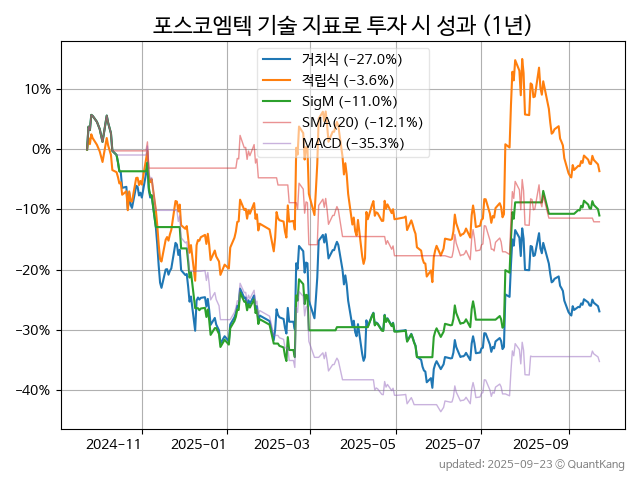 포스코엠텍 기술 지표로 투자 시 성과 (1년)
거치식 (−27.0%)
적립식 (−3.6%)
SigM (−11.0%)
SMA(20) (−12.1%)
MACD (−35.3%)
10%
0%
−10%
−20%
−30%
−40%
2024-11 2025-01 2025-03 2025-05 2025-07 2025-09
updated: 2025-09-23 © QuantKang